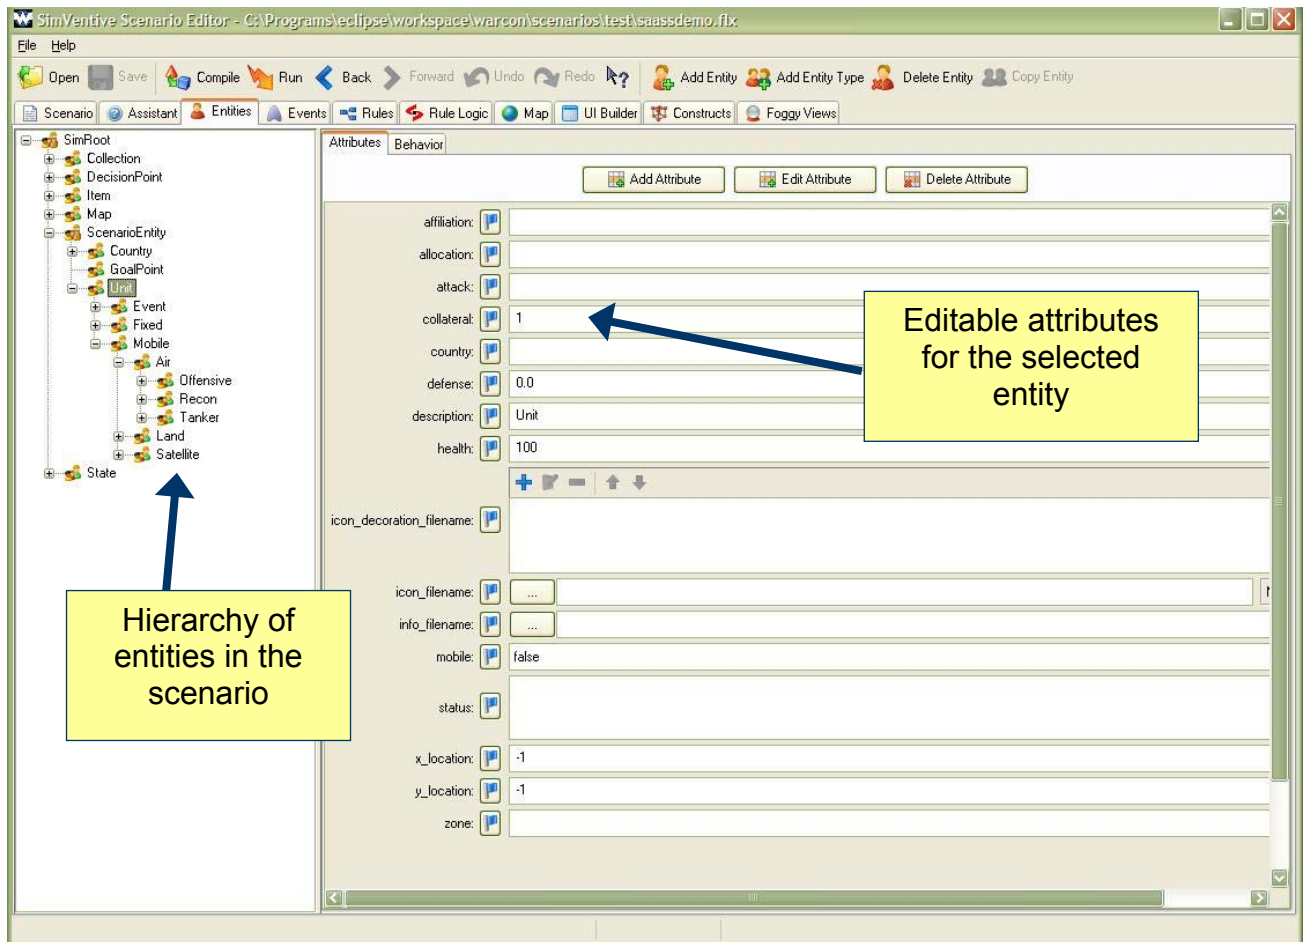 SimVentive Scenario Editor - C:\Programs\eclipse\workspace\warcon\scenarios\test\saassdemo.flx
File Help
Open Save Compile Run Back Forward Undo Redo Add Entity Add Entity Type Delete Entity Copy Entity
Scenario Assistant Entities Events Rules Rule Logic Map UI Builder Constructs Foggy Views
SimRoot
Collection
DecisionPoint
Item
Map
ScenarioEntity
Country
GoalPoint
Unit
Event
Fixed
Mobile
Air
Offensive
Recon
Tanker
Land
Satellite
State
Hierarchy of
entities in the
scenario
Attributes Behavior
Add Attribute Edit Attribute Delete Attribute
affiliation:
allocation:
attack:
collateral: 1
country:
defense: 0.0
description: Unit
health: 100
icon_decoration_filename:
icon_filename: ...
info_filename: ...
mobile: false
status:
x_location: -1
y_location: -1
zone:
Editable attributes
for the selected
entity